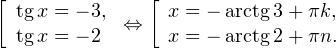 [ tg x = −3, ⇔ [ x = − arctg 3 + πk,
tg x = −2 x = − arctg 2 + πn.